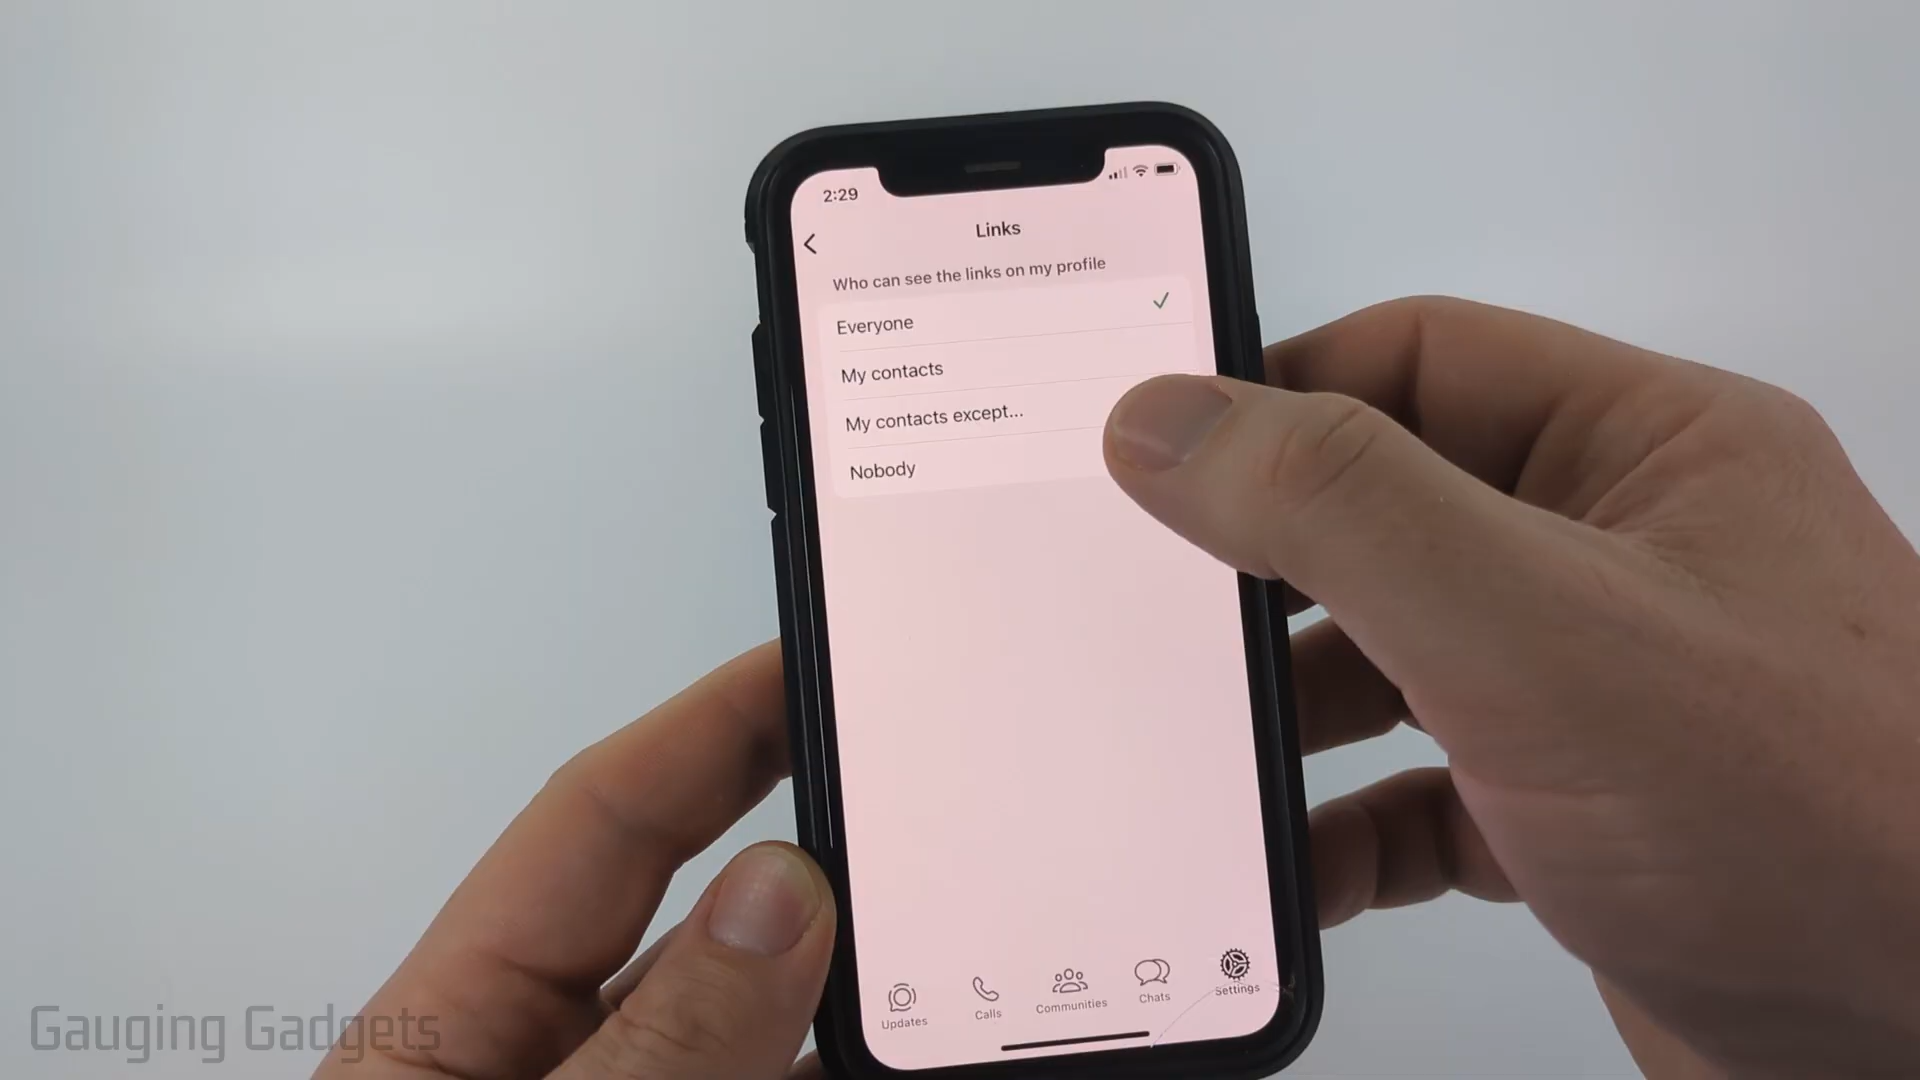 2:29
Links
Who can see the links on my profile
Everyone
My contacts
My contacts except...
Nobody
Updates
Calls
Communities
Chats
Settings
Gauging Gadgets